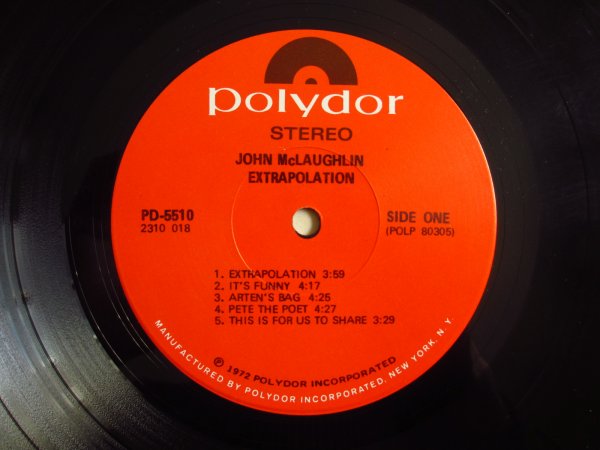 polydor
STEREO
JOHN McLAUGHLIN
EXTRAPOLATION
PD-5510
2310 018
SIDE ONE
(POLP 80305)
1. EXTRAPOLATION 3:59
2. IT'S FUNNY 4:17
3. ARTEN'S BAG 4:25
4. PETE THE POET 4:27
5. THIS IS FOR US TO SHARE 3:29
℗ 1972 POLYDOR INCORPORATED
MANUFACTURED BY POLYDOR INCORPORATED, NEW YORK, N.Y.